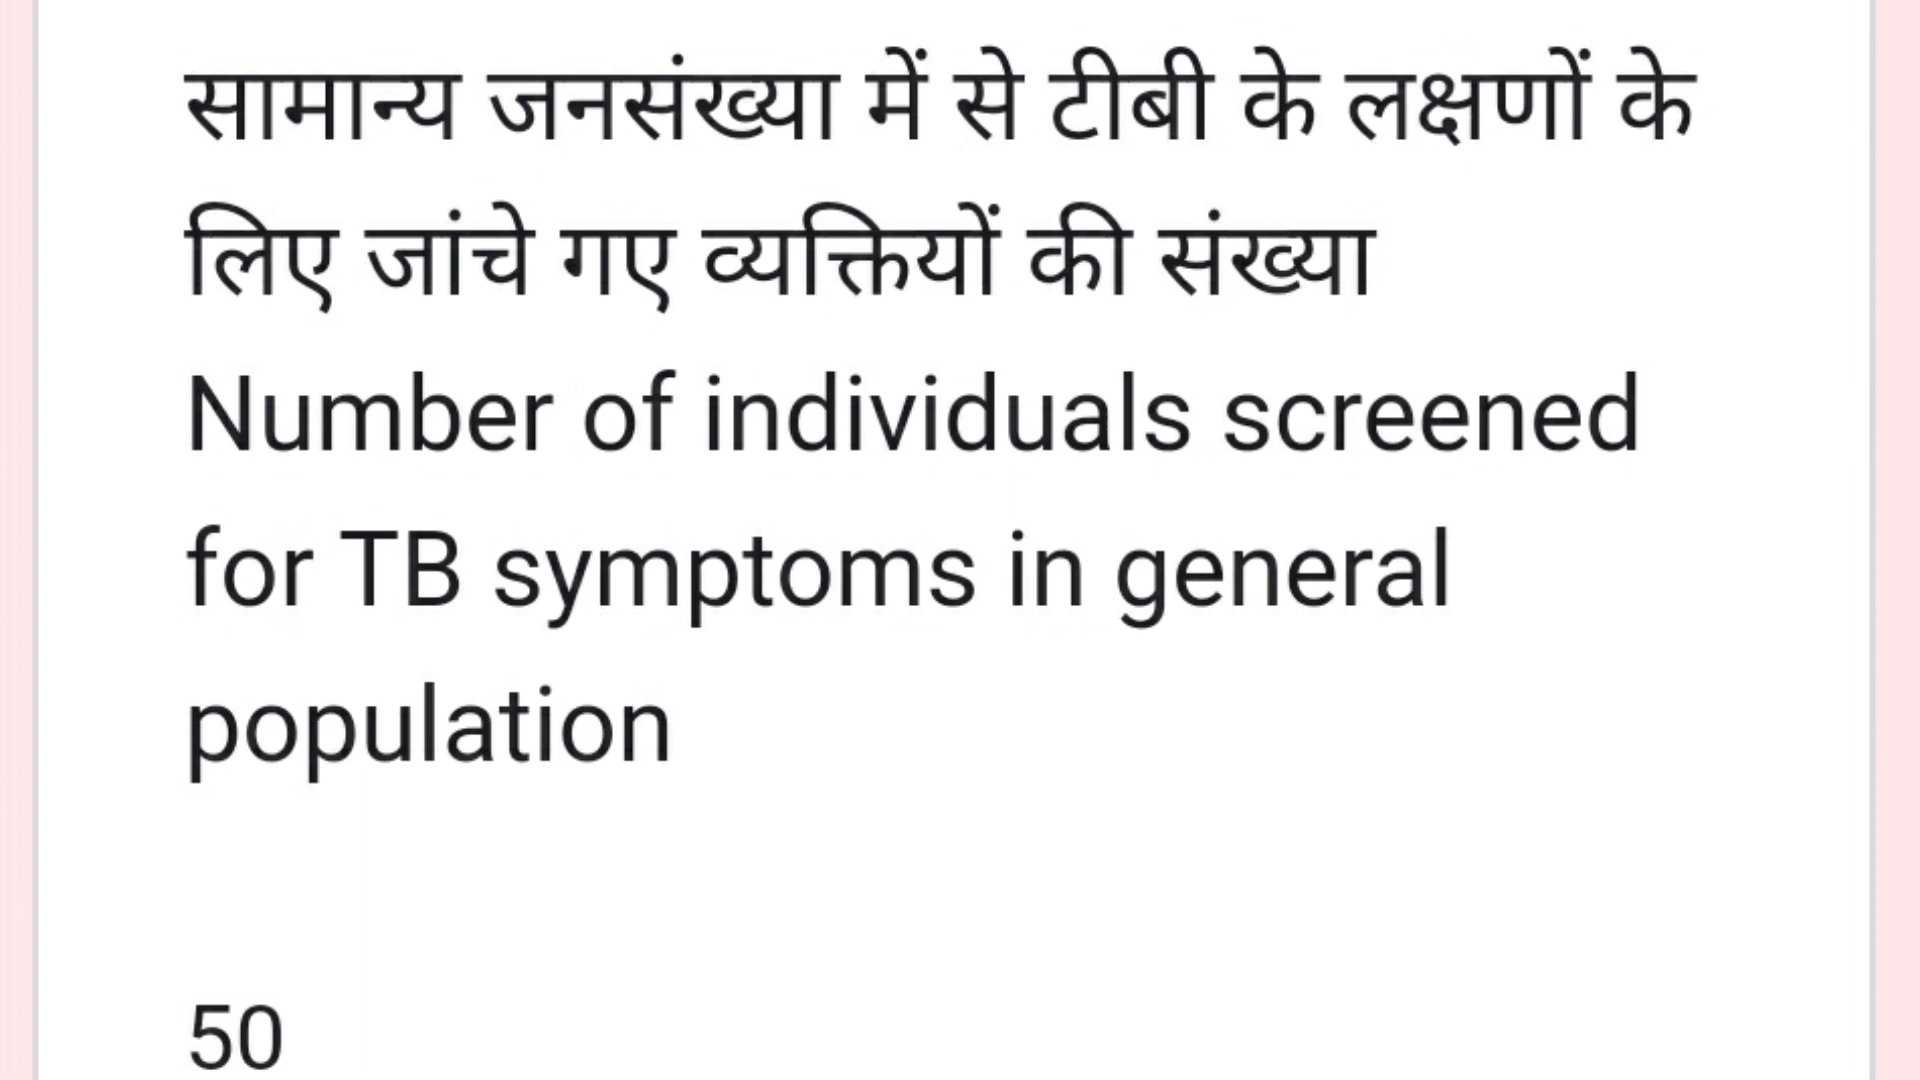 सामान्य जनसंख्या में से टीबी के लक्षणों के
लिए जांचे गए व्यक्तियों की संख्या
Number of individuals screened
for TB symptoms in general
population
50